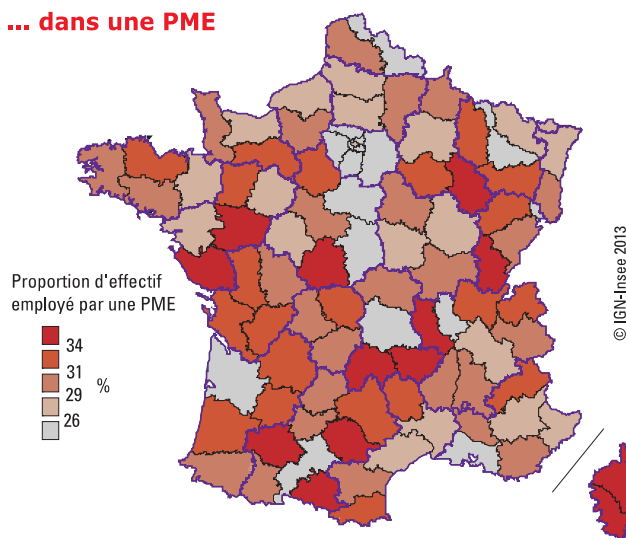 ... dans une PME
Proportion d'effectif
employé par une PME
34
31
29 %
26
© IGN-Insee 2013